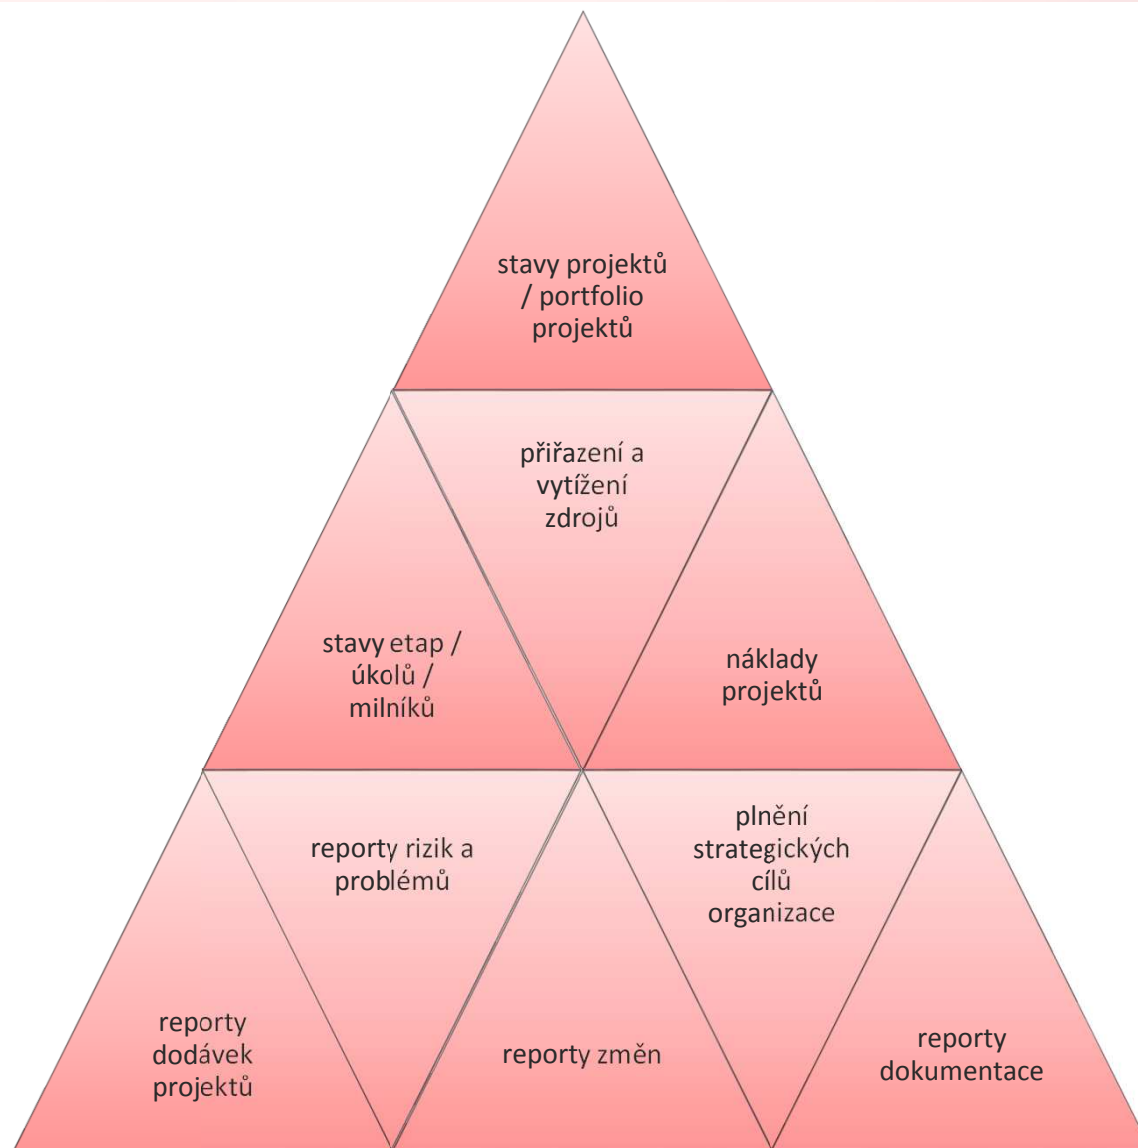 stavy projektů
/ portfolio
projektů
přiřazení a
vytížení
zdrojů
stavy etap /
úkolů /
milníků
náklady
projektů
reporty rizik a
problémů
plnění
strategických
cílů
organizace
reporty
dodávek
projektů
reporty změn
reporty
dokumentace